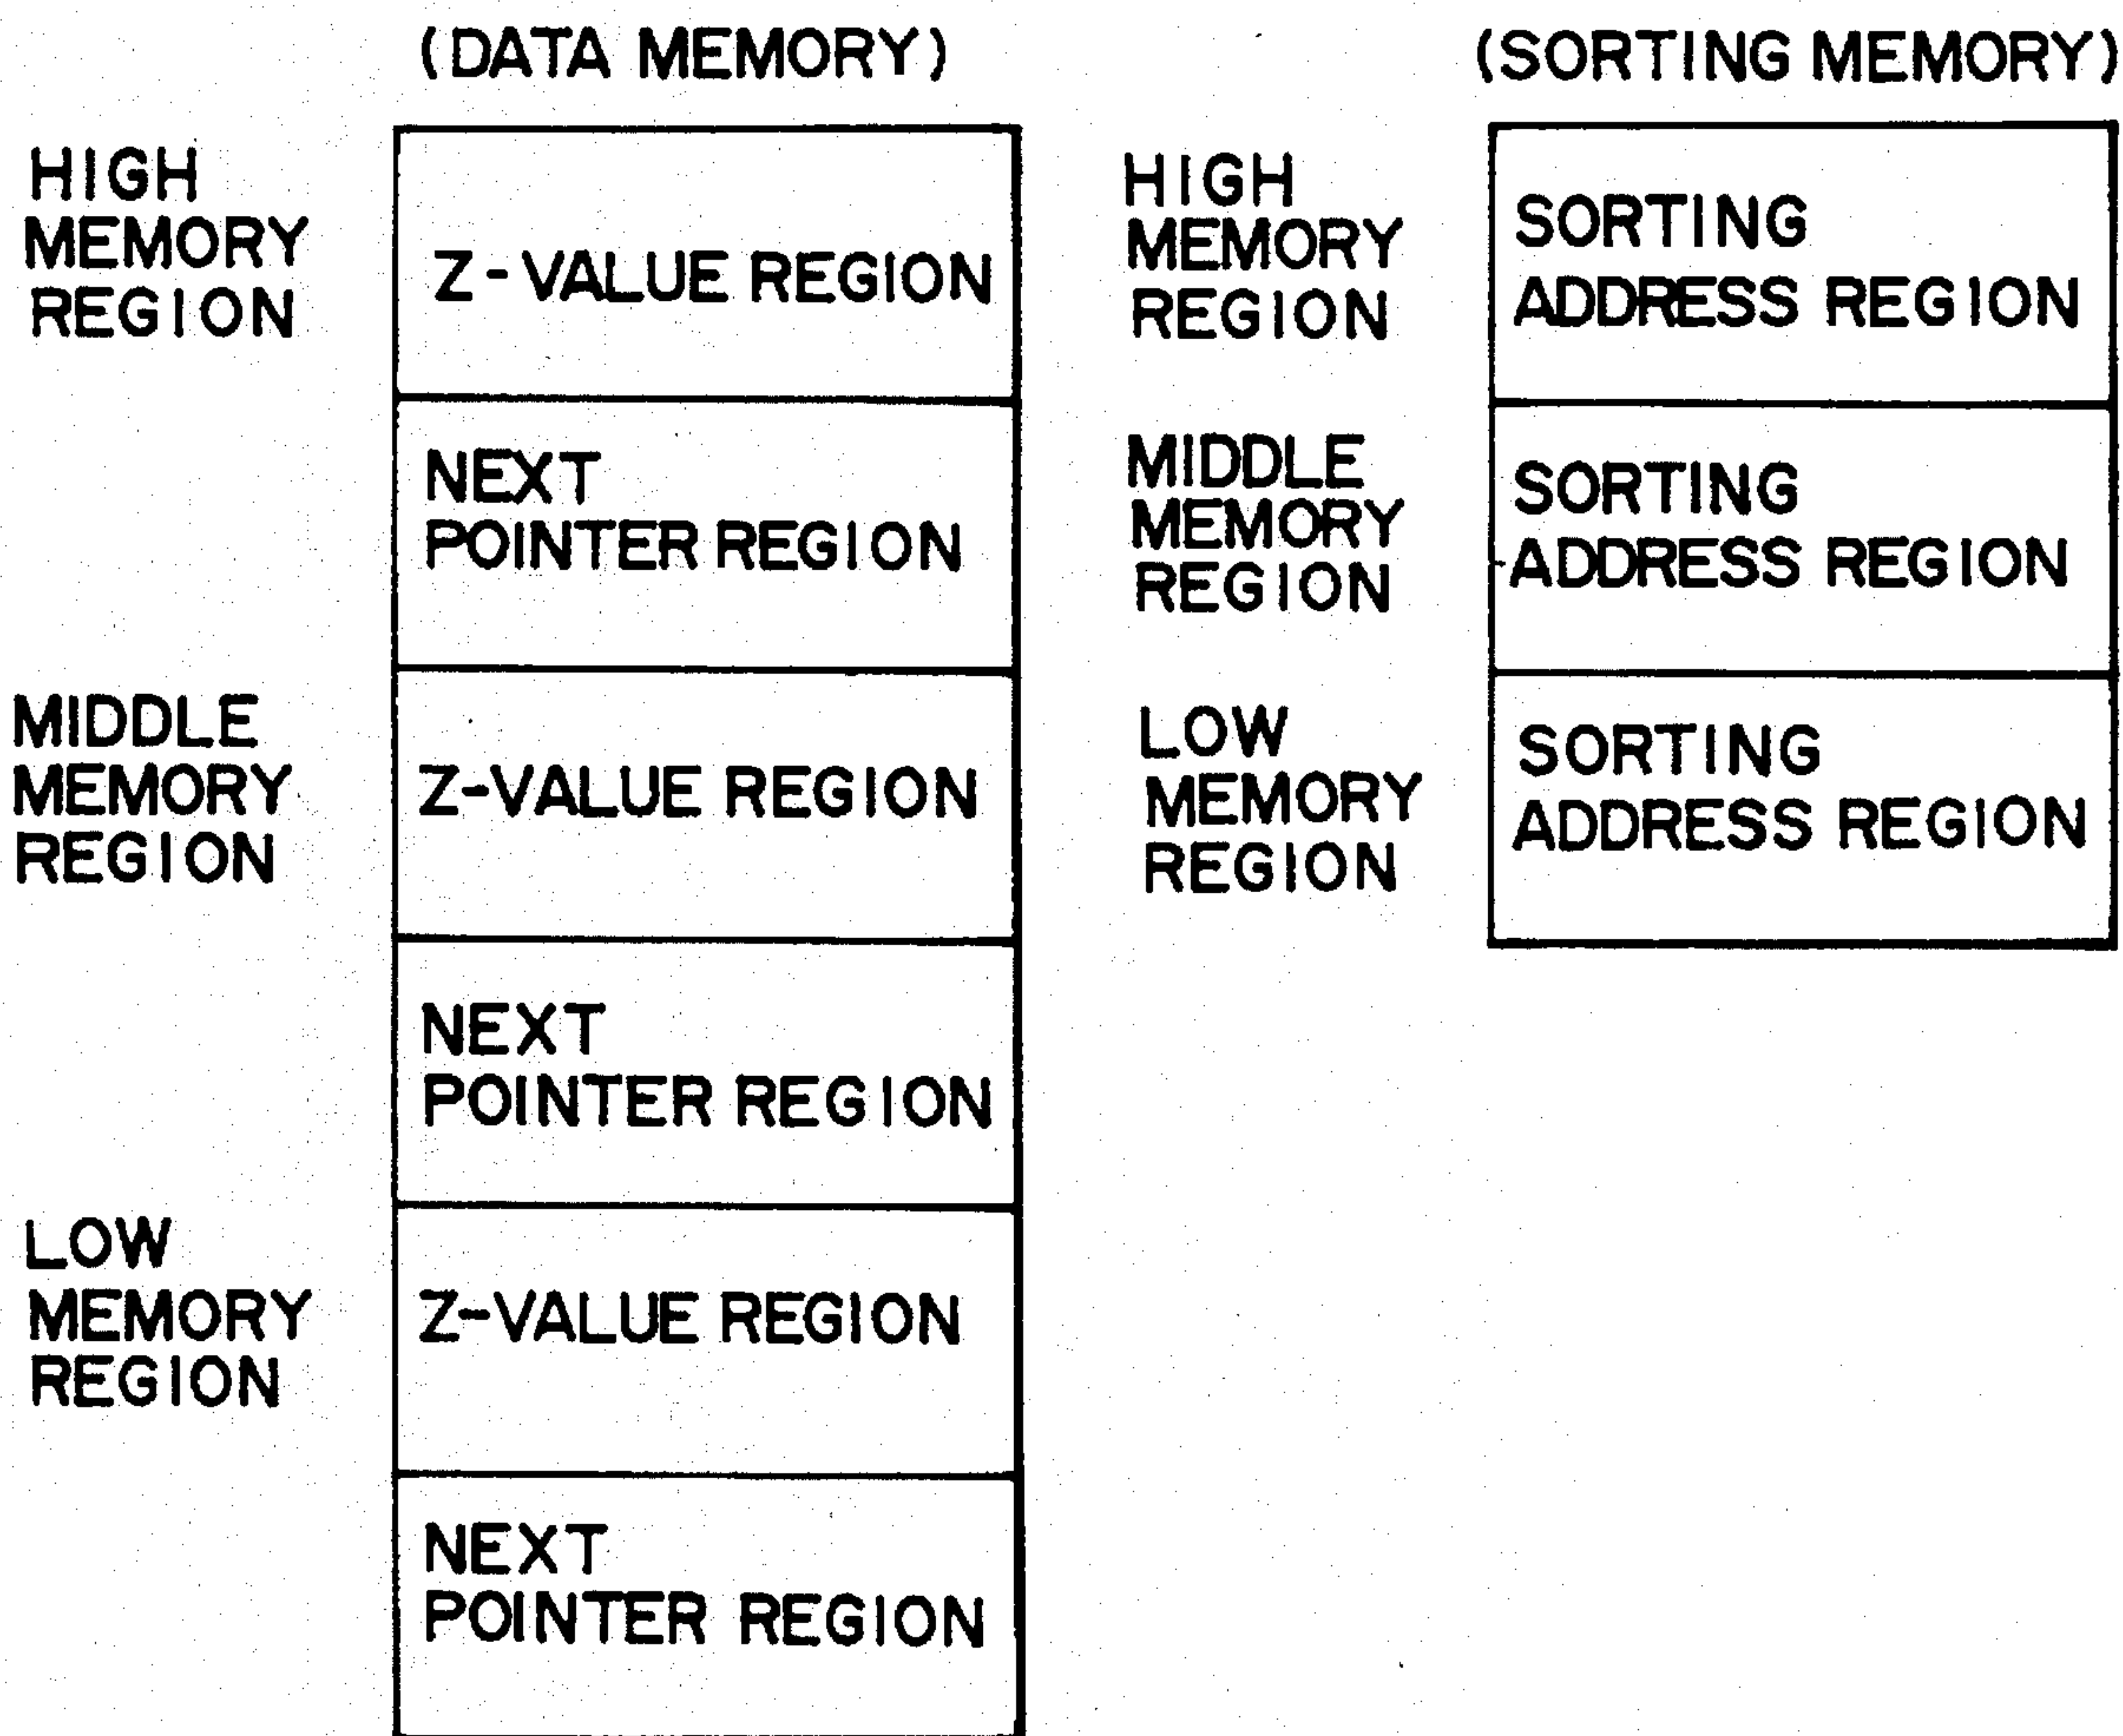 (DATA MEMORY)
HIGH
MEMORY
REGION
Z-VALUE REGION
NEXT
POINTER REGION
MIDDLE
MEMORY
REGION
Z-VALUE REGION
NEXT
POINTER REGION
LOW
MEMORY
REGION
Z-VALUE REGION
NEXT
POINTER REGION
(SORTING MEMORY)
HIGH
MEMORY
REGION
SORTING
ADDRESS REGION
MIDDLE
MEMORY
REGION
SORTING
ADDRESS REGION
LOW
MEMORY
REGION
SORTING
ADDRESS REGION